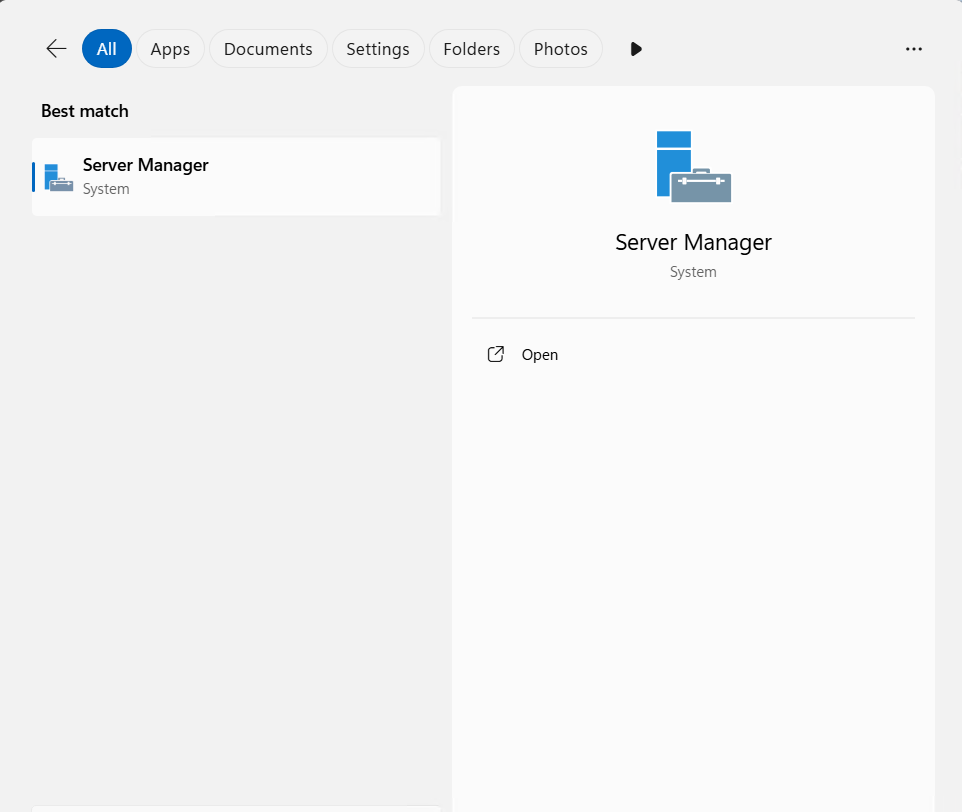 All Apps Documents Settings Folders Photos
Best match
Server Manager
System
Server Manager
System
Open